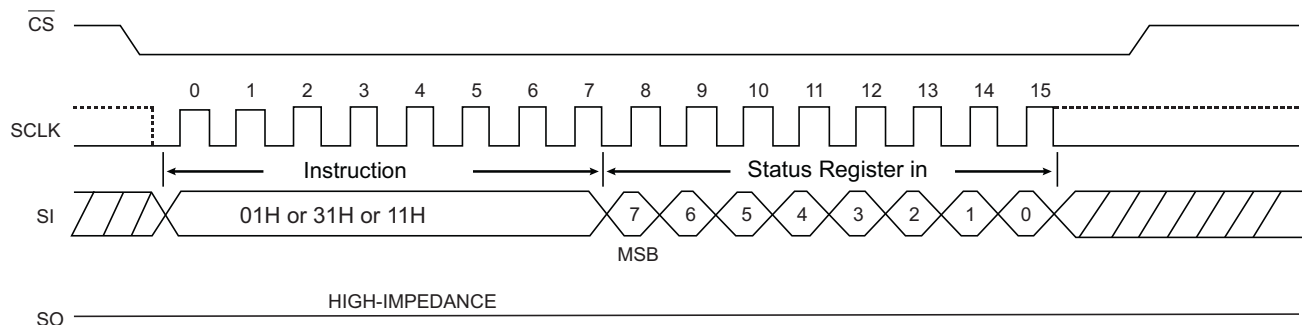 CS
0 1 2 3 4 5 6 7 8 9 10 11 12 13 14 15
SCLK
Instruction Status Register in
SI 01H or 31H or 11H 7 6 5 4 3 2 1 0
MSB
HIGH-IMPEDANCE
SO